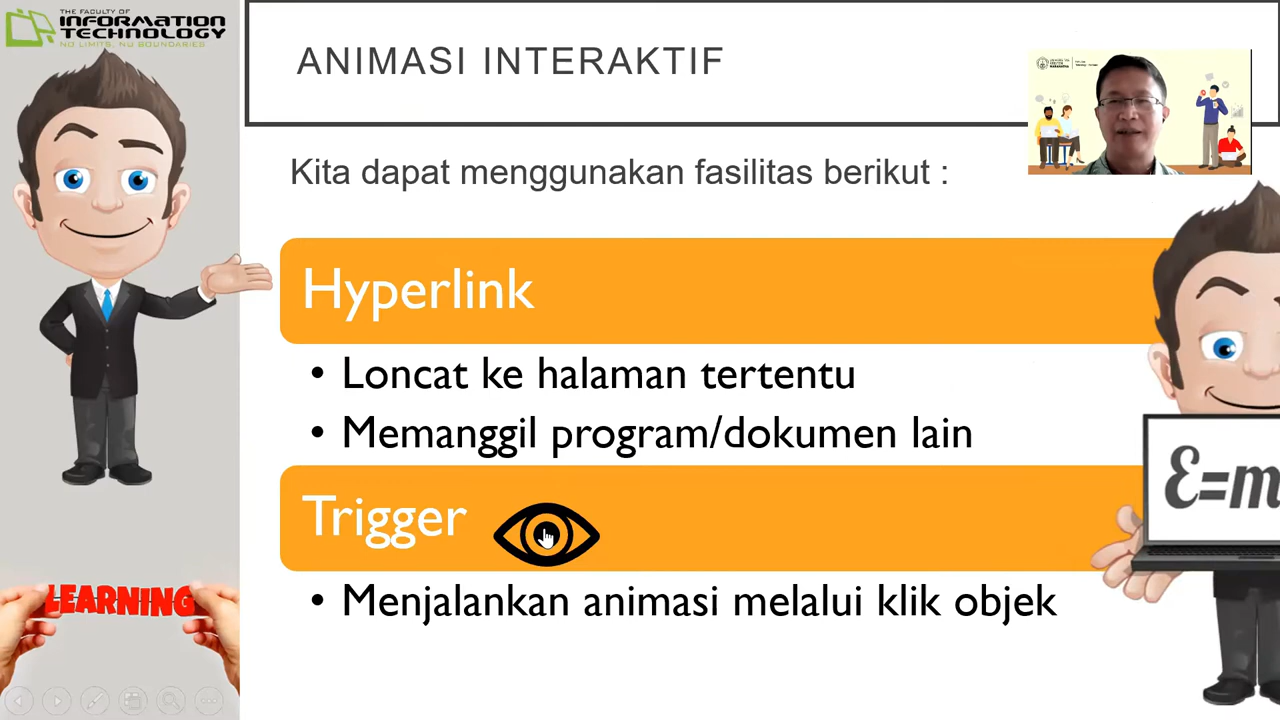 THE FACULTY OF
INFORMATION
TECHNOLOGY
NO LIMITS, NO BOUNDARIES
ANIMASI INTERAKTIF
Kita dapat menggunakan fasilitas berikut :
Hyperlink
• Loncat ke halaman tertentu
• Memanggil program/dokumen lain
Trigger
• Menjalankan animasi melalui klik objek
LEARNING
E=m